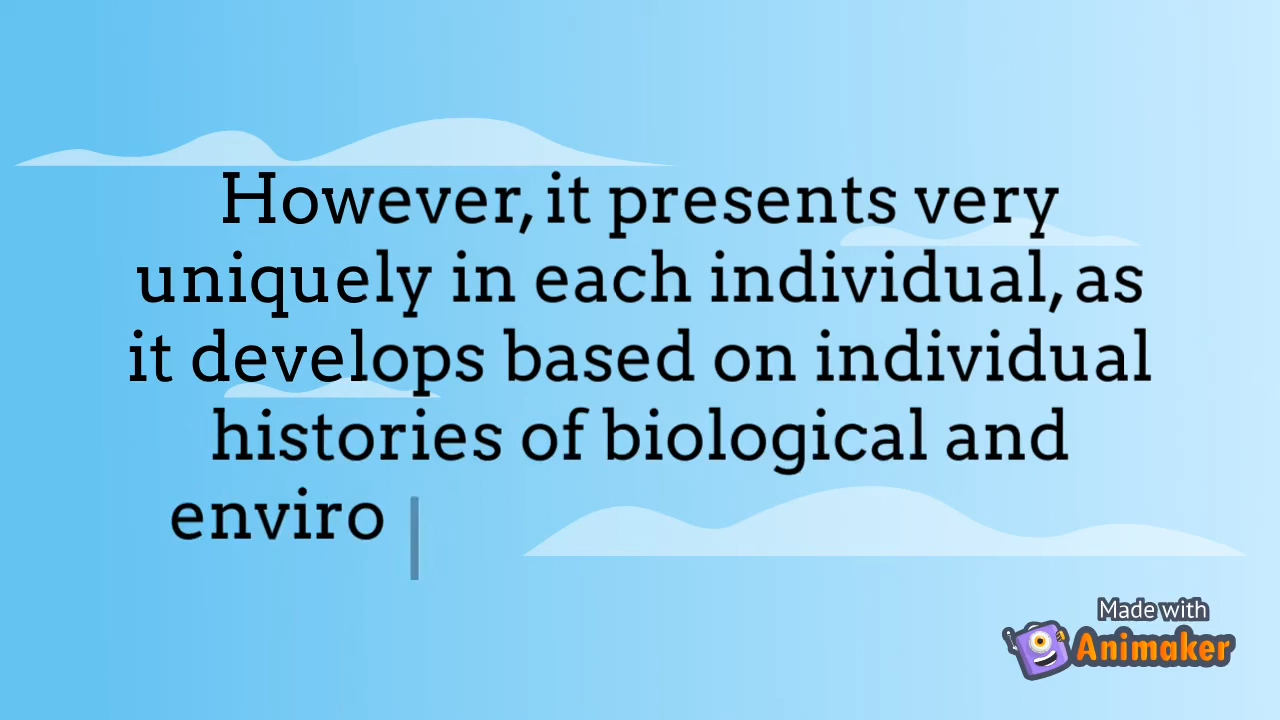 However, it presents very
uniquely in each individual, as
it develops based on individual
histories of biological and
enviro
Made with
Animaker